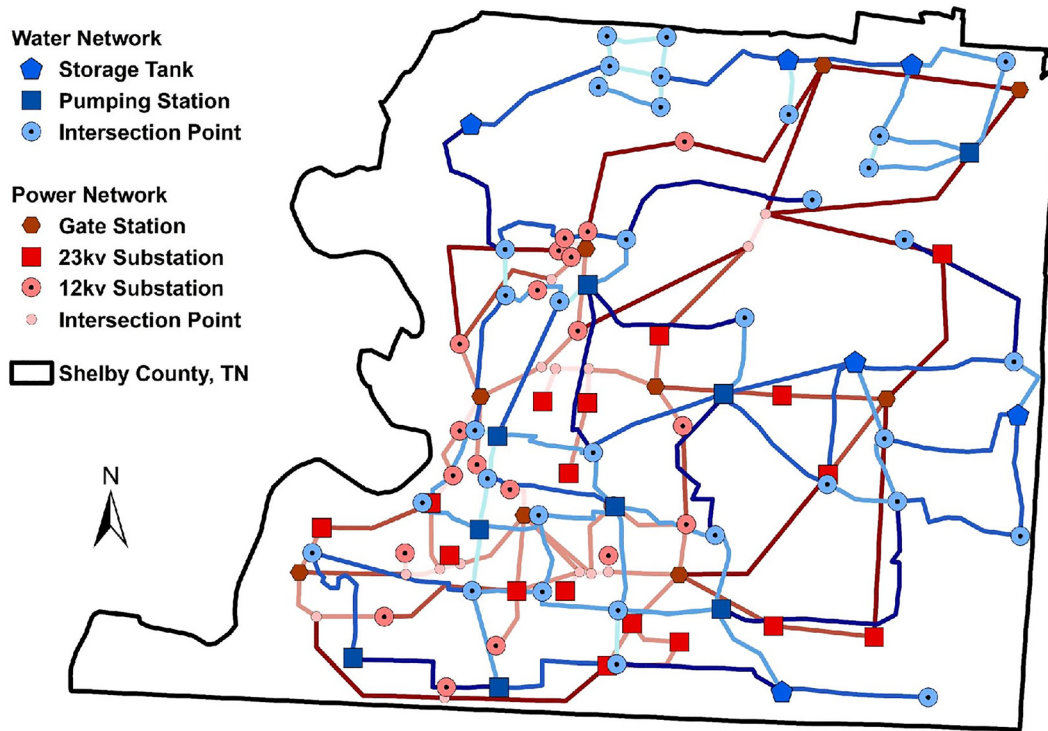 Water Network
Storage Tank
Pumping Station
Intersection Point
Power Network
Gate Station
23kv Substation
12kv Substation
Intersection Point
Shelby County, TN
N